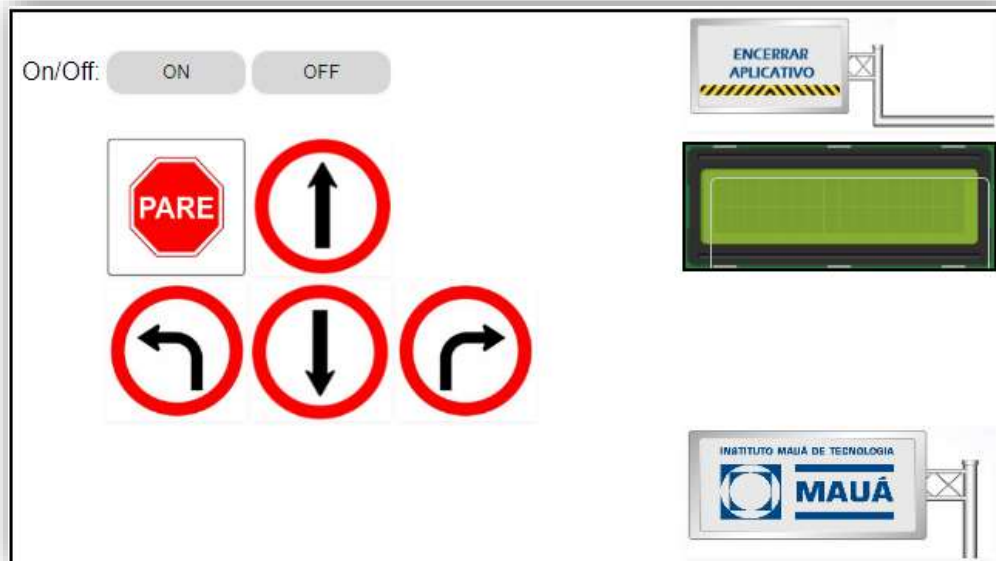 On/Off:
ON
OFF
ENCERRAR
APLICATIVO
PARE
INSTITUTO MAUÁ DE TECNOLOGIA
MAUÁ